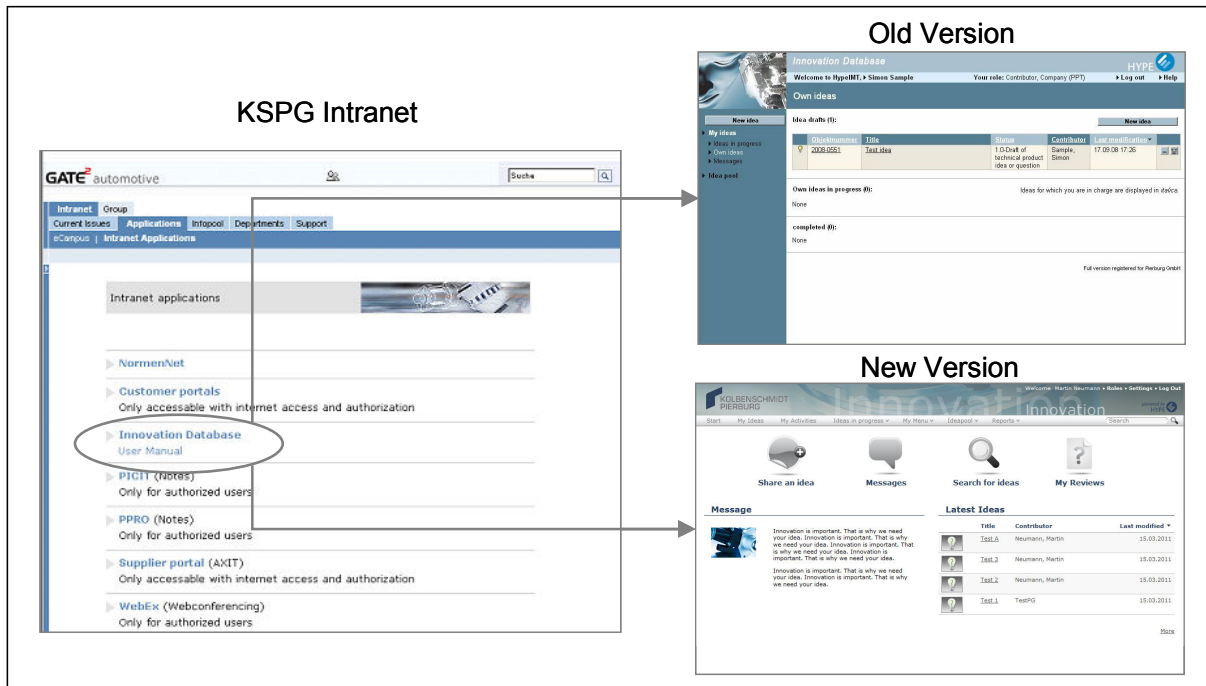 KSPG Intranet
GATE2 automotive
Suche
Intranet Group
Current Issues Applications Infopool Departments Support
eCampus | Intranet Applications
Intranet applications
NormenNet
Customer portals
Only accessable with internet access and authorization
Innovation Database
User Manual
PICIT (Notes)
Only for authorized users
PPRO (Notes)
Only for authorized users
Supplier portal (AXIT)
Only accessable with internet access and authorization
WebEx (Webconferencing)
Only for authorized users
Old Version
Innovation Database
HYPE
Welcome to HypeIMT, Simon Sample Your role: Contributor, Company (PPT) Log out Help
Own ideas
New idea
My ideas
Ideas in progress
Own ideas
Messages
Idea pool
Idea drafts (1):
New idea
Objektnummer Title Status Contributor Last modification
2008-0551 Test idea 1.0-Draft of Sample, 17.09.08 17:26
technical product Simon
idea or question
Own ideas in progress (0): Ideas for which you are in charge are displayed in italics.
None
completed (0):
None
Full version registered for Pierburg GmbH
New Version
Welcome Martin Neumann • Roles • Settings • Log Out
KOLBENSCHMIDT
PIERBURG
Innovation
Innovation
powered by
HYPE
Start My Ideas My Activities Ideas in progress My Menu Ideapool Reports Search
Share an idea Messages Search for ideas My Reviews
Message
Innovation is important. That is why we need
your idea. Innovation is important. That is why
we need your idea. Innovation is important. That
is why we need your idea. Innovation is
important. That is why we need your idea.
Innovation is important. That is why we need
your idea. Innovation is important. That is why
we need your idea.
Latest Ideas
Title Contributor Last modified
Test A Neumann, Martin 15.03.2011
Test 3 Neumann, Martin 15.03.2011
Test 2 Neumann, Martin 15.03.2011
Test 1 TestPG 15.03.2011
More